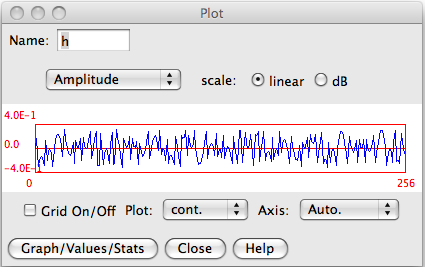 Plot
Name: h
Amplitude scale: linear dB
4.0E-1
0.0
-4.0E-1
0 256
Grid On/Off Plot: cont. Axis: Auto.
Graph/Values/Stats Close Help